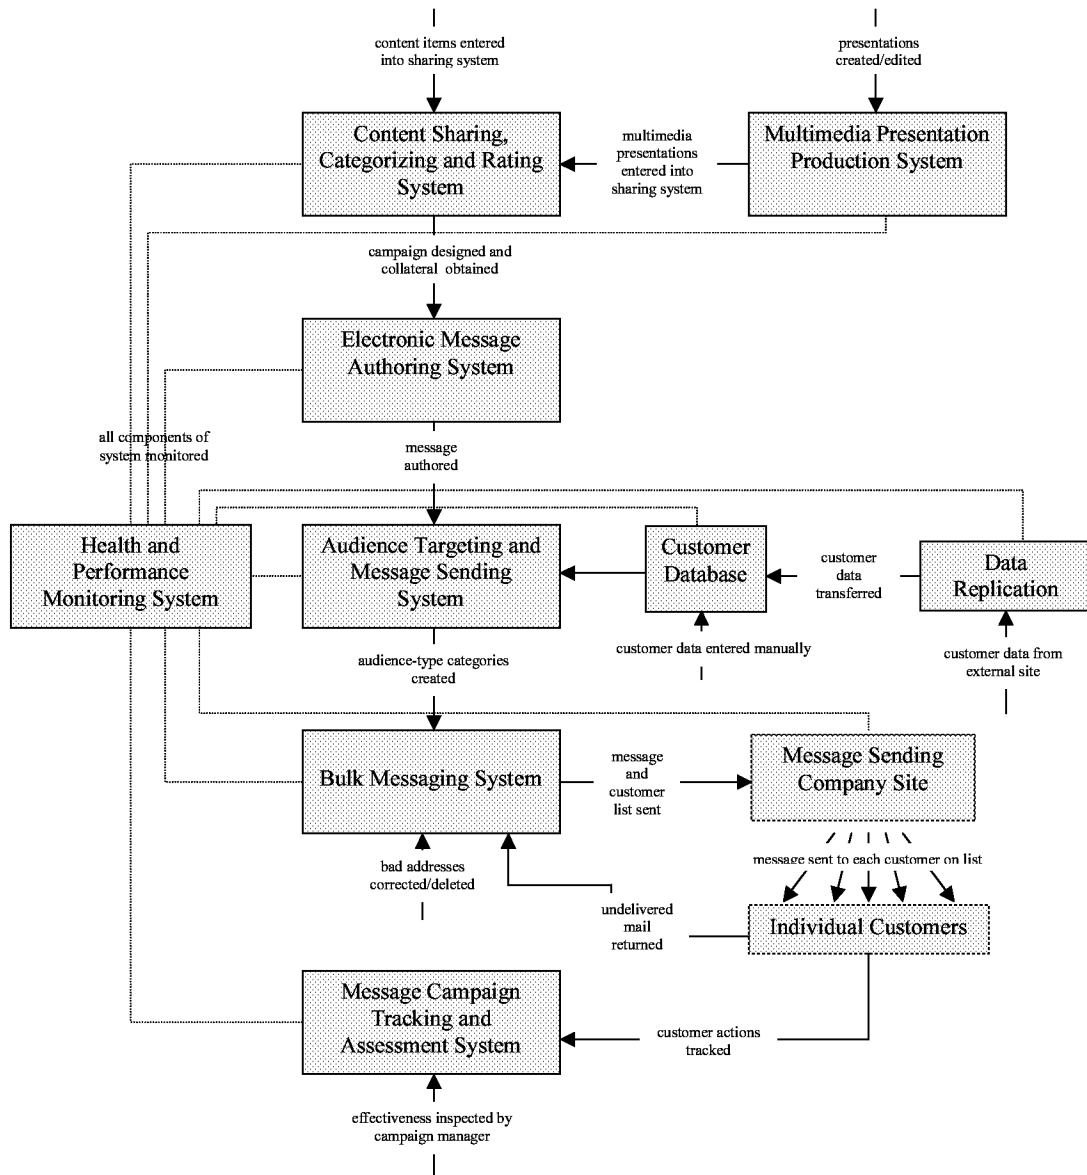 content items entered
into sharing system
presentations
created/edited
Content Sharing,
Categorizing and Rating
System
multimedia
presentations
entered into
sharing system
Multimedia Presentation
Production System
campaign designed and
collateral obtained
Electronic Message
Authoring System
all components of
system monitored
message
authored
Health and
Performance
Monitoring System
Audience Targeting and
Message Sending
System
Customer
Database
customer
data
transferred
Data
Replication
audience-type categories
created
customer data entered manually
customer data from
external site
Bulk Messaging System
message
and
customer
list sent
Message Sending
Company Site
bad addresses
corrected/deleted
message sent to each customer on list
undelivered
mail
returned
Individual Customers
Message Campaign
Tracking and
Assessment System
customer actions
tracked
effectiveness inspected by
campaign manager